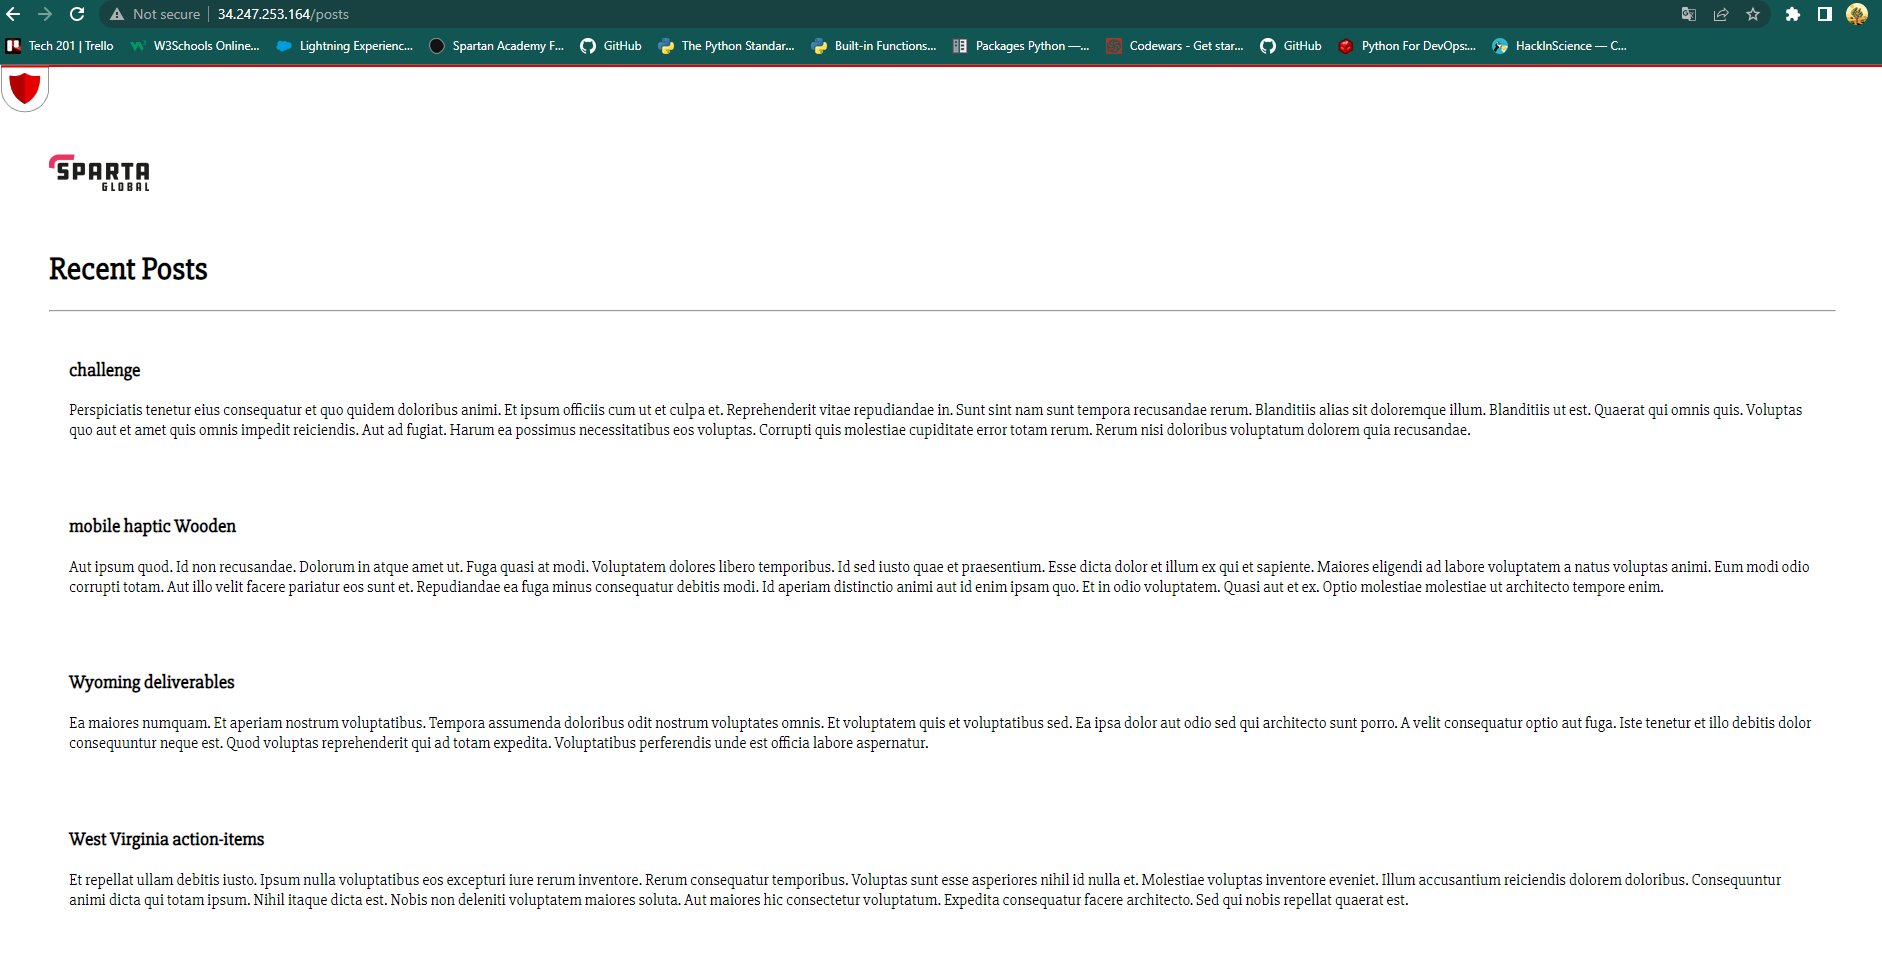 Not secure | 34.247.253.164/posts
Tech 201 | Trello W3Schools Online... Lightning Experienc... Spartan Academy F... GitHub The Python Standar... Built-in Functions... Packages Python —... Codewars - Get star... GitHub Python For DevOps:... HackInScience — C...
SPARTA
GLOBAL
Recent Posts
challenge
Perspiciatis tenetur eius consequatur et quo quidem doloribus animi. Et ipsum officiis cum ut et culpa et. Reprehenderit vitae repudiandae in. Sunt sint nam sunt tempora recusandae rerum. Blanditiis alias sit doloremque illum. Blanditiis ut est. Quaerat qui omnis quis. Voluptas
quo aut et amet quis omnis impedit reiciendis. Aut ad fugiat. Harum ea possimus necessitatibus eos voluptas. Corrupti quis molestiae cupiditate error totam rerum. Rerum nisi doloribus voluptatum dolorem quia recusandae.
mobile haptic Wooden
Aut ipsum quod. Id non recusandae. Dolorum in atque amet ut. Fuga quasi at modi. Voluptatem dolores libero temporibus. Id sed iusto quae et praesentium. Esse dicta dolor et illum ex qui et sapiente. Maiores eligendi ad labore voluptatem a natus voluptas animi. Eum modi odio
corrupti totam. Aut illo velit facere pariatur eos sunt et. Repudiandae ea fuga minus consequatur debitis modi. Id aperiam distinctio animi aut id enim ipsam quo. Et in odio voluptatem. Quasi aut et ex. Optio molestiae molestiae ut architecto tempore enim.
Wyoming deliverables
Ea maiores numquam. Et aperiam nostrum voluptatibus. Tempora assumenda doloribus odit nostrum voluptates omnis. Et voluptatem quis et voluptatibus sed. Ea ipsa dolor aut odio sed qui architecto sunt porro. A velit consequatur optio aut fuga. Iste tenetur et illo debitis dolor
consequuntur neque est. Quod voluptas reprehenderit qui ad totam expedita. Voluptatibus perferendis unde est officia labore aspernatur.
West Virginia action-items
Et repellat ullam debitis iusto. Ipsum nulla voluptatibus eos excepturi iure rerum inventore. Rerum consequatur temporibus. Voluptas sunt esse asperiores nihil id nulla et. Molestiae voluptas inventore eveniet. Illum accusantium reiciendis dolorem doloribus. Consequuntur
animi dicta qui totam ipsum. Nihil itaque dicta est. Nobis non deleniti voluptatem maiores soluta. Aut maiores hic consectetur voluptatum. Expedita consequatur facere architecto. Sed qui nobis repellat quaerat est.